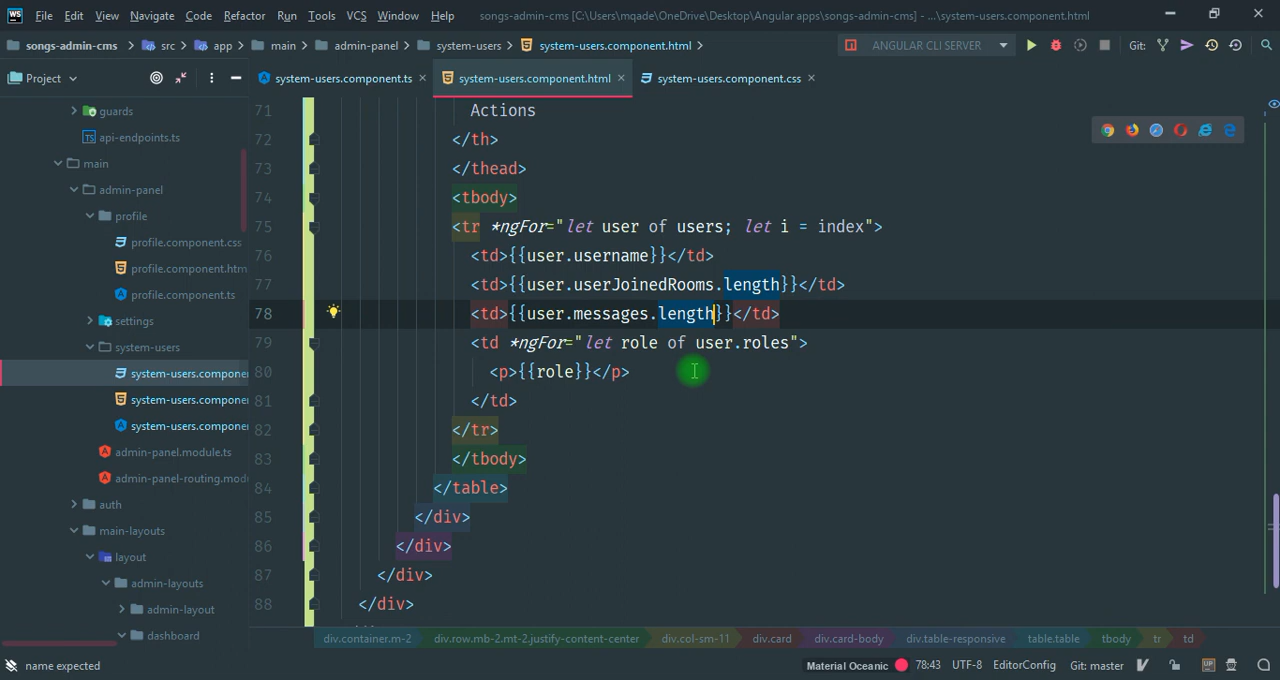 WS File Edit View Navigate Code Refactor Run Tools VCS Window Help songs-admin-cms [C:\Users\mqade\OneDrive\Desktop\Angular apps\songs-admin-cms] - ...\system-users.component.html
songs-admin-cms src app main admin-panel system-users system-users.component.html ANGULAR CLI SERVER Git:
Project system-users.component.ts system-users.component.html system-users.component.css
guards
api-endpoints.ts
main
admin-panel
profile
profile.component.css
profile.component.htm
profile.component.ts
settings
system-users
system-users.compone
system-users.compone
system-users.compone
admin-panel.module.ts
admin-panel-routing.mod
auth
main-layouts
layout
admin-layouts
admin-layout
dashboard
71 Actions
72 </th>
73 </thead>
74 <tbody>
75 <tr *ngFor="let user of users; let i = index">
76 <td>{{user.username}}</td>
77 <td>{{user.userJoinedRooms.length}}</td>
78 <td>{{user.messages.length}}</td>
79 <td *ngFor="let role of user.roles">
80 <p>{{role}}</p>
81 </td>
82 </tr>
83 </tbody>
84 </table>
85 </div>
86 </div>
87 </div>
88 </div>
div.container.m-2 div.row.mb-2.mt-2.justify-content-center div.col-sm-11 div.card div.card-body div.table-responsive table.table tbody tr td
name expected Material Oceanic 78:43 UTF-8 EditorConfig Git: master UP